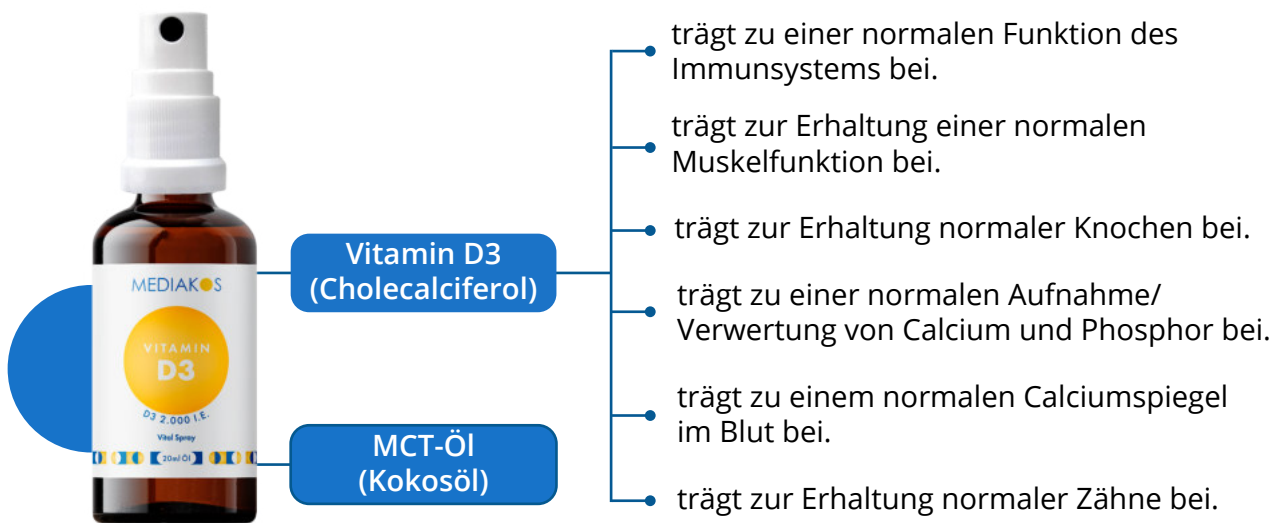 MEDIAKOS
VITAMIN
D3
D3 2.000 I.E.
Vital Spray
20ml Öl
Vitamin D3
(Cholecalciferol)
MCT-Öl
(Kokosöl)
trägt zu einer normalen Funktion des
Immunsystems bei.
trägt zur Erhaltung einer normalen
Muskelfunktion bei.
trägt zur Erhaltung normaler Knochen bei.
trägt zu einer normalen Aufnahme/
Verwertung von Calcium und Phosphor bei.
trägt zu einem normalen Calciumspiegel
im Blut bei.
trägt zur Erhaltung normaler Zähne bei.